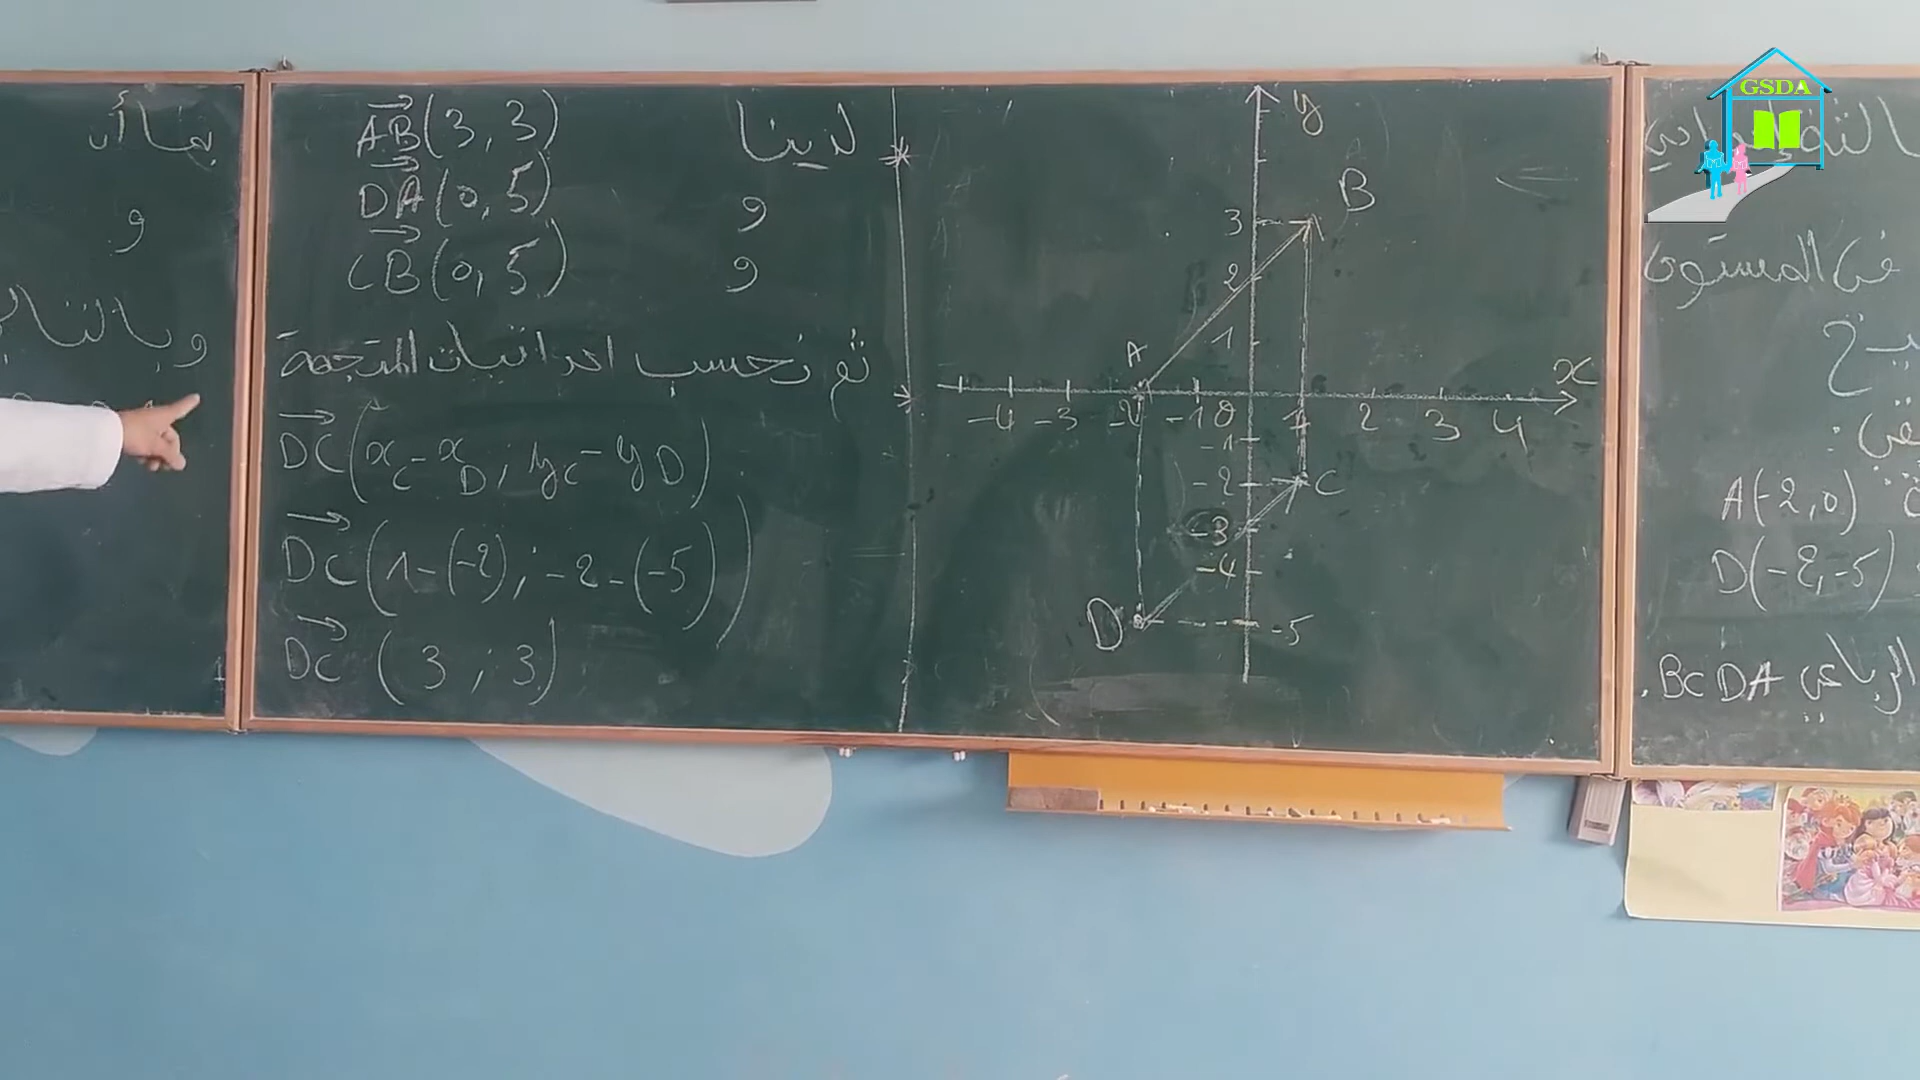 GSDA
في المستوى
A(-2,0)
D(-2,-5)
الرباعي BCDA.
y
B
3
2
A
1
x
-4 -3 -2 -1 0 1 2 3 4
-1
-2 C
-3
-4
D -5
لدينا AB(3, 3)
و DA(0, 5)
و CB(0, 5)
ثم نحسب احداثيات المتجهة
DC(xC - xD ; yC - yD)
DC(1-(-2) ; -2-(-5))
DC (3 ; 3)
بما أن
و